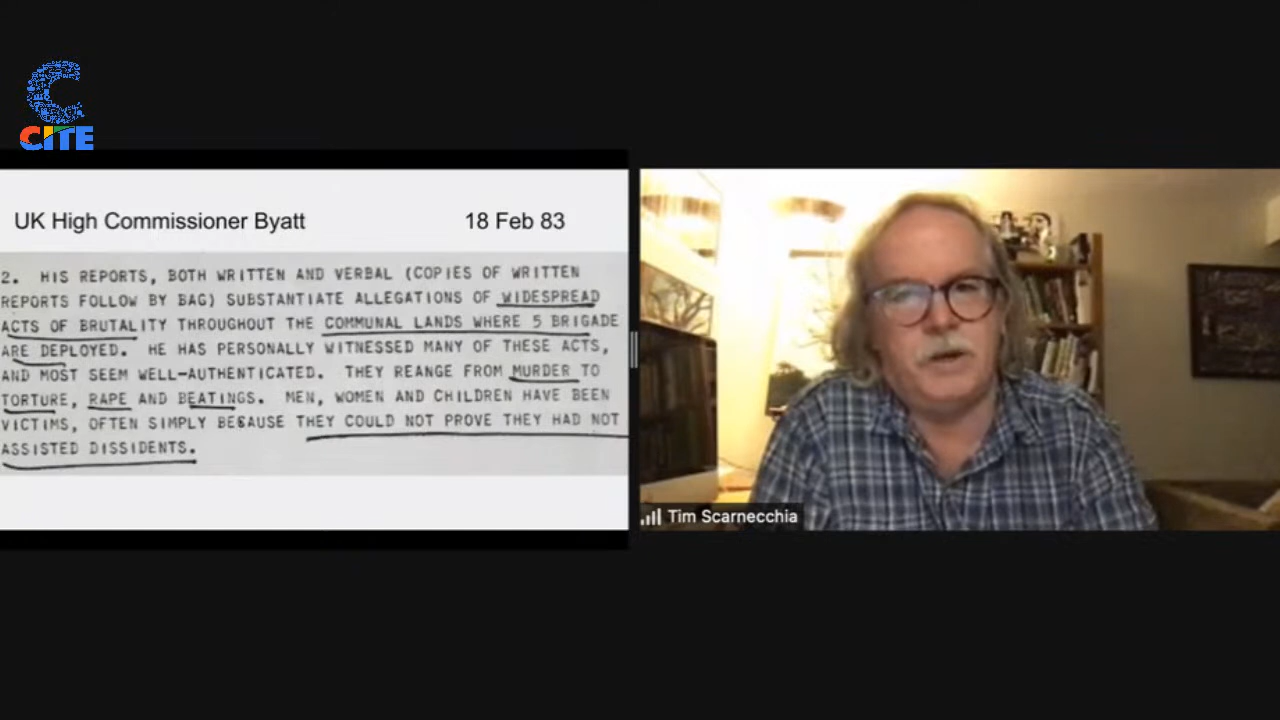 CITE
UK High Commissioner Byatt 18 Feb 83
2. HIS REPORTS, BOTH WRITTEN AND VERBAL (COPIES OF WRITTEN
REPORTS FOLLOW BY BAG) SUBSTANTIATE ALLEGATIONS OF WIDESPREAD
ACTS OF BRUTALITY THROUGHOUT THE COMMUNAL LANDS WHERE 5 BRIGADE
ARE DEPLOYED. HE HAS PERSONALLY WITNESSED MANY OF THESE ACTS,
AND MOST SEEM WELL-AUTHENTICATED. THEY REANGE FROM MURDER TO
TORTURE, RAPE AND BEATINGS. MEN, WOMEN AND CHILDREN HAVE BEEN
VICTIMS, OFTEN SIMPLY BECAUSE THEY COULD NOT PROVE THEY HAD NOT
ASSISTED DISSIDENTS.
Tim Scarnecchia